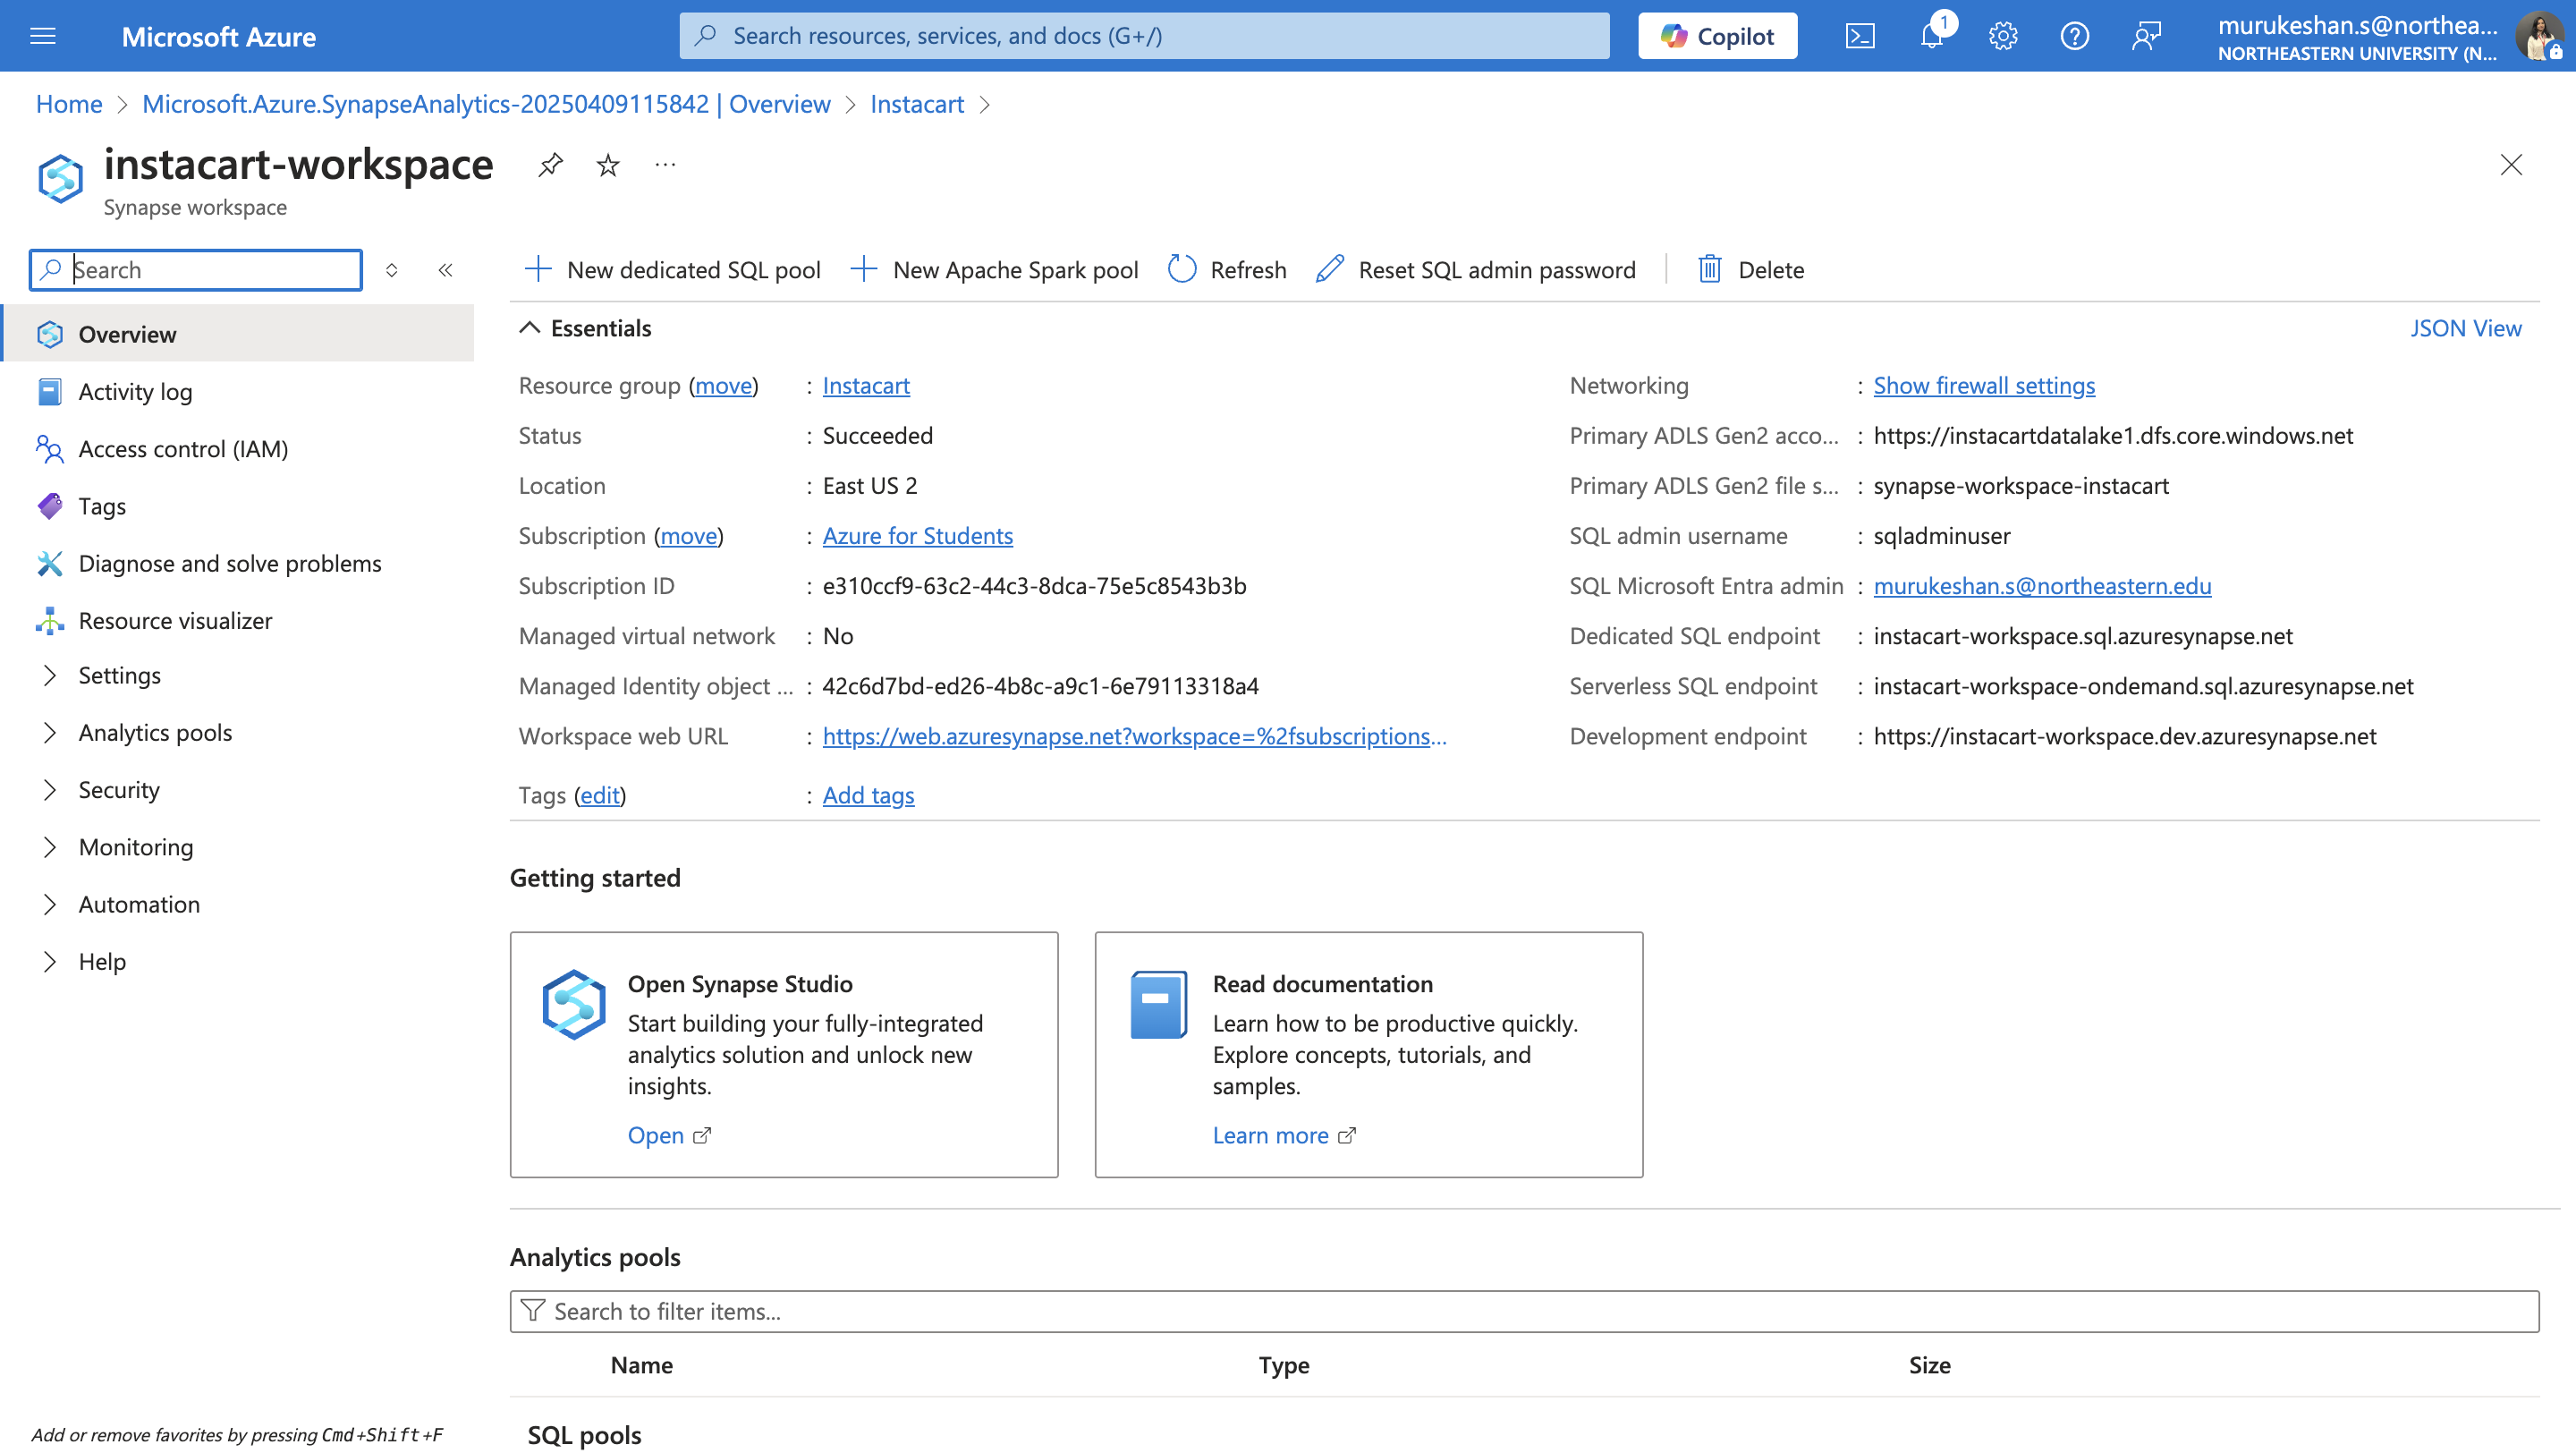 Microsoft Azure
Search resources, services, and docs (G+/)
Copilot
1
murukeshan.s@northea...
NORTHEASTERN UNIVERSITY (N...
Home > Microsoft.Azure.SynapseAnalytics-20250409115842 | Overview > Instacart >
instacart-workspace
...
Synapse workspace
Search
New dedicated SQL pool
New Apache Spark pool
Refresh
Reset SQL admin password
Delete
Overview
Activity log
Access control (IAM)
Tags
Diagnose and solve problems
Resource visualizer
Settings
Analytics pools
Security
Monitoring
Automation
Help
Add or remove favorites by pressing Cmd+Shift+F
Essentials
JSON View
Resource group (move) : Instacart
Status : Succeeded
Location : East US 2
Subscription (move) : Azure for Students
Subscription ID : e310ccf9-63c2-44c3-8dca-75e5c8543b3b
Managed virtual network : No
Managed Identity object ... : 42c6d7bd-ed26-4b8c-a9c1-6e79113318a4
Workspace web URL : https://web.azuresynapse.net?workspace=%2fsubscriptions...
Tags (edit) : Add tags
Networking : Show firewall settings
Primary ADLS Gen2 acco... : https://instacartdatalake1.dfs.core.windows.net
Primary ADLS Gen2 file s... : synapse-workspace-instacart
SQL admin username : sqladminuser
SQL Microsoft Entra admin : murukeshan.s@northeastern.edu
Dedicated SQL endpoint : instacart-workspace.sql.azuresynapse.net
Serverless SQL endpoint : instacart-workspace-ondemand.sql.azuresynapse.net
Development endpoint : https://instacart-workspace.dev.azuresynapse.net
Getting started
Open Synapse Studio
Start building your fully-integrated
analytics solution and unlock new
insights.
Open
Read documentation
Learn how to be productive quickly.
Explore concepts, tutorials, and
samples.
Learn more
Analytics pools
Search to filter items...
Name Type Size
SQL pools